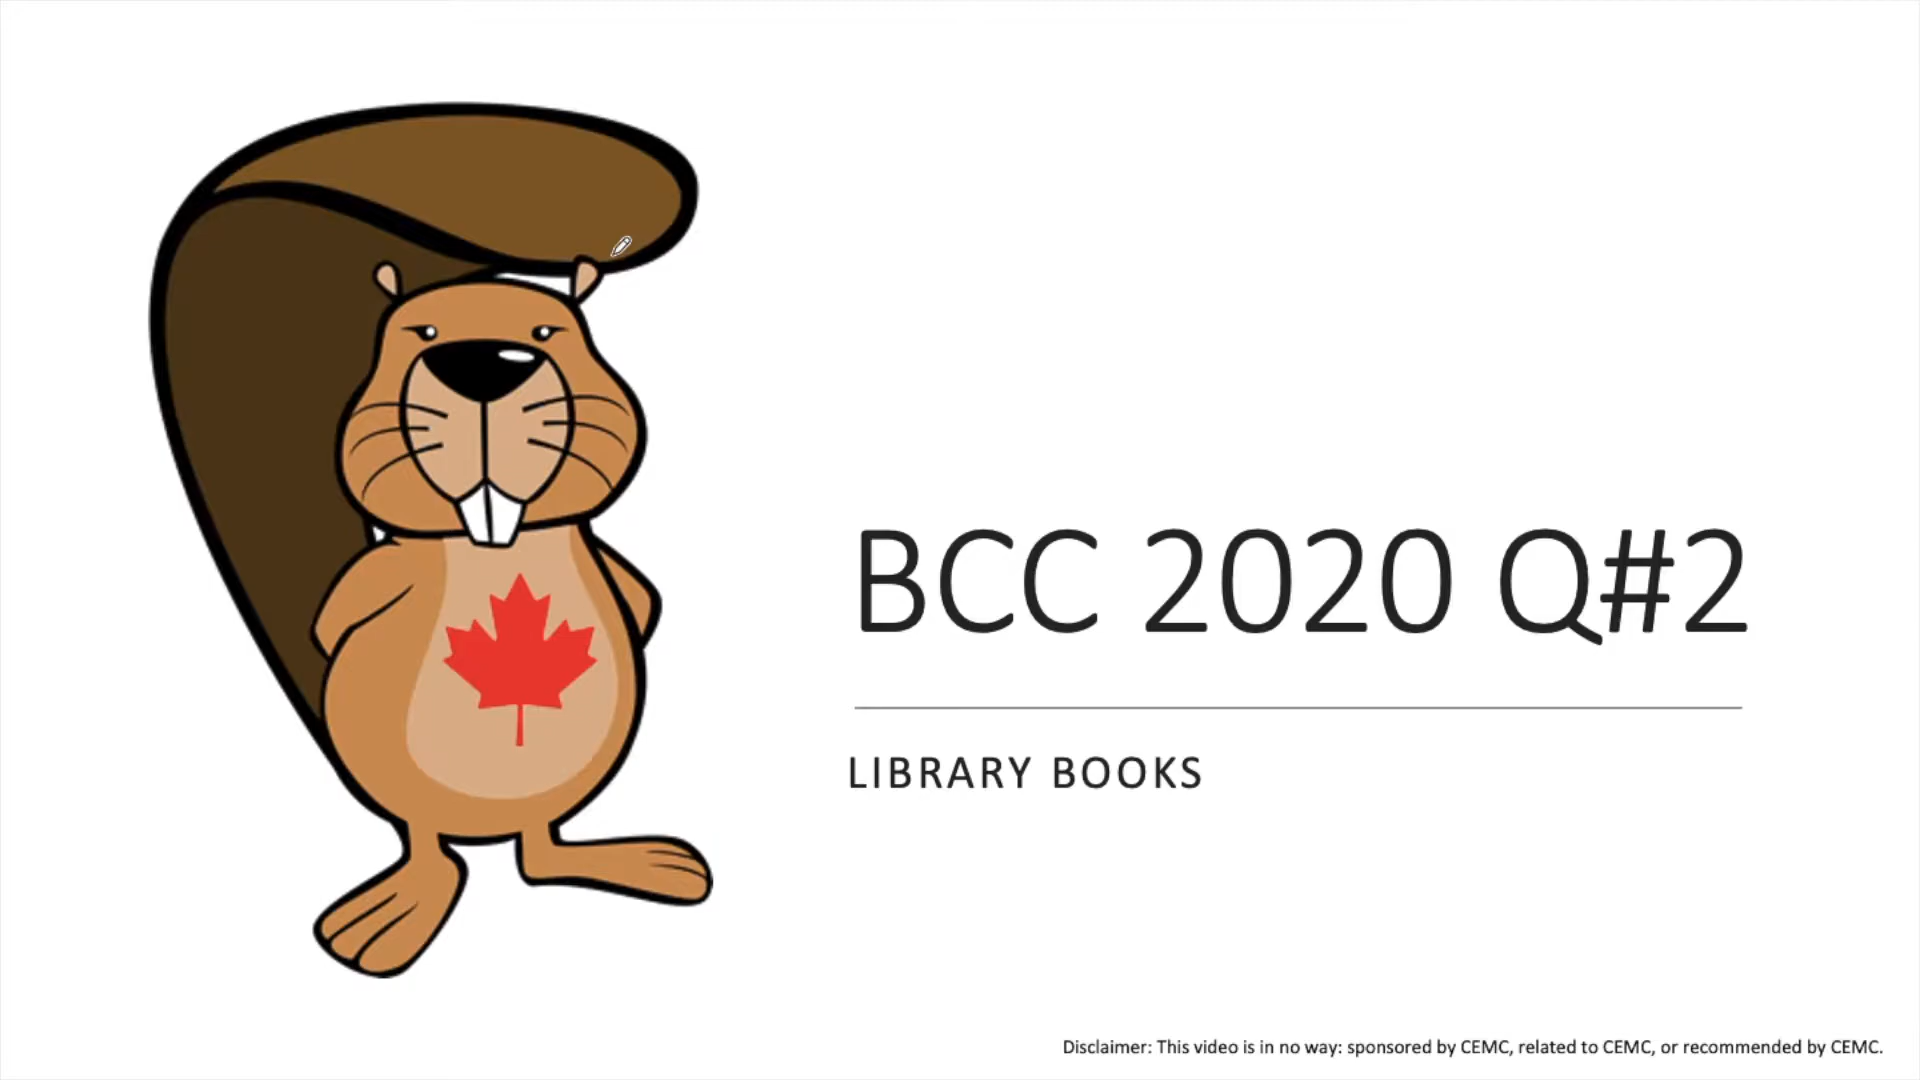 BCC 2020 Q#2
LIBRARY BOOKS
Disclaimer: This video is in no way: sponsored by CEMC, related to CEMC, or recommended by CEMC.